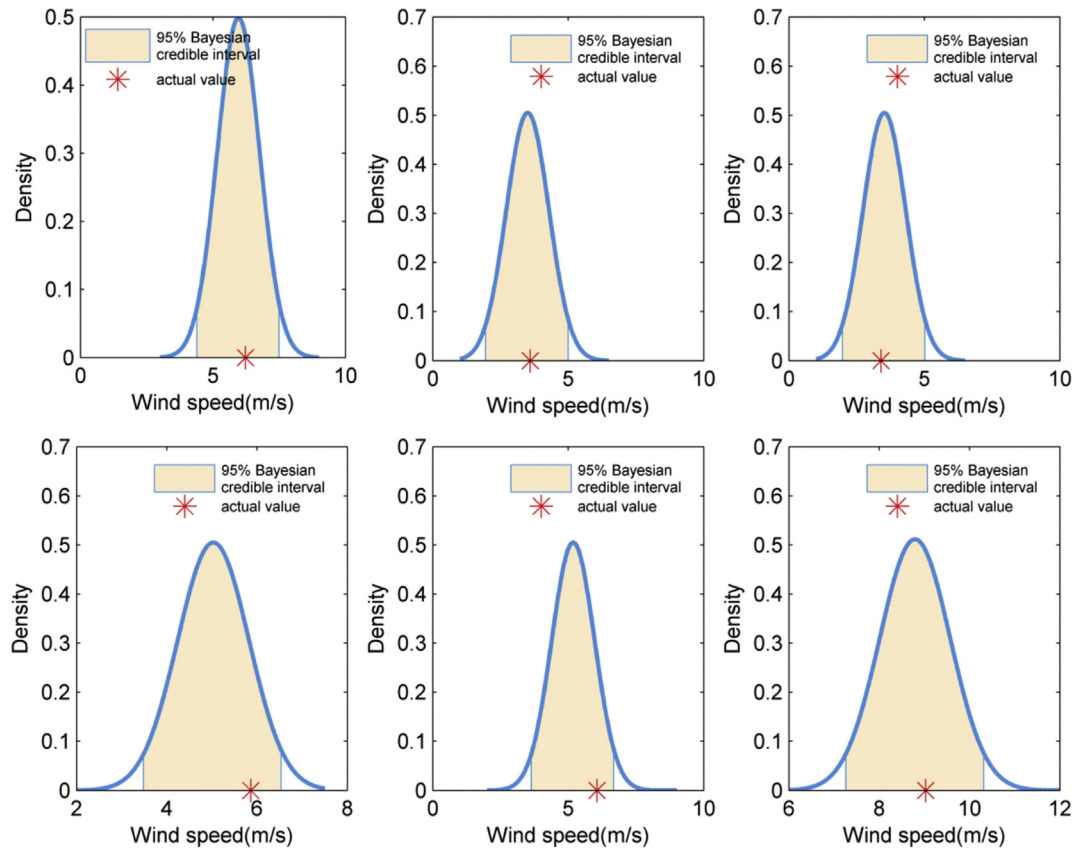 0.5
95% Bayesian
credible interval
actual value
0.4
0.3
0.2
0.1
0
Density
0
5
10
Wind speed(m/s)
0.7
95% Bayesian
credible interval
actual value
0.6
0.5
0.4
0.3
0.2
0.1
0
Density
0
5
10
Wind speed(m/s)
0.7
95% Bayesian
credible interval
actual value
0.6
0.5
0.4
0.3
0.2
0.1
0
Density
0
5
10
Wind speed(m/s)
0.7
95% Bayesian
credible interval
actual value
0.6
0.5
0.4
0.3
0.2
0.1
0
Density
2
4
6
8
Wind speed(m/s)
0.7
95% Bayesian
credible interval
actual value
0.6
0.5
0.4
0.3
0.2
0.1
0
Density
0
5
10
Wind speed(m/s)
0.7
95% Bayesian
credible interval
actual value
0.6
0.5
0.4
0.3
0.2
0.1
0
Density
6
8
10
12
Wind speed(m/s)